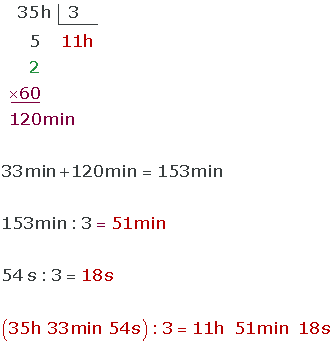 35h 3
5 11h
2
×60
120min
33min + 120min = 153min
153min : 3 = 51min
54 s : 3 = 18s
(35h 33min 54s) : 3 = 11h 51min 18s